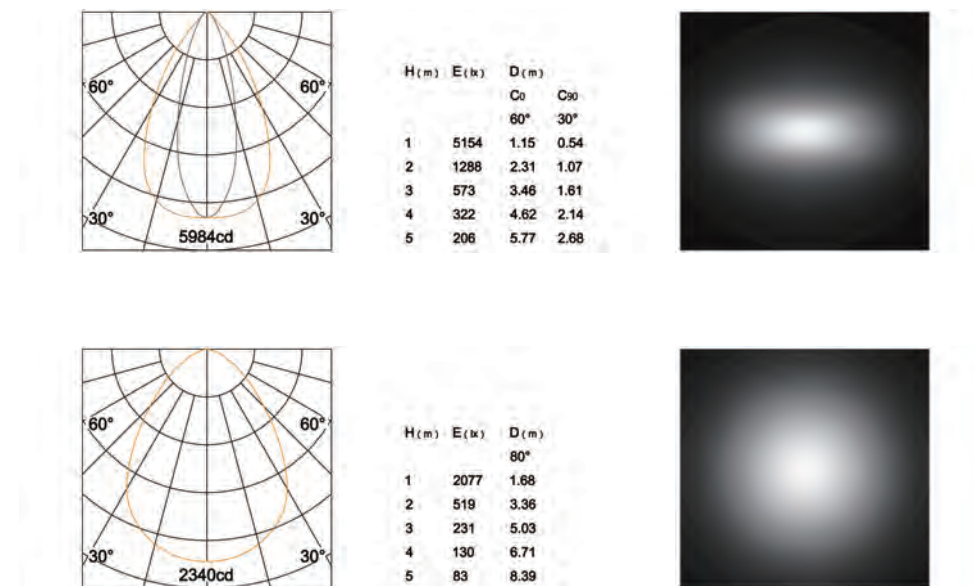 60° 60°
30° 30°
5984cd
H(m) E(lx) D(m)
C0 C90
60° 30°
1 5154 1.15 0.54
2 1288 2.31 1.07
3 573 3.46 1.61
4 322 4.62 2.14
5 206 5.77 2.68
60° 60°
30° 30°
2340cd
H(m) E(lx) D(m)
80°
1 2077 1.68
2 519 3.36
3 231 5.03
4 130 6.71
5 83 8.39